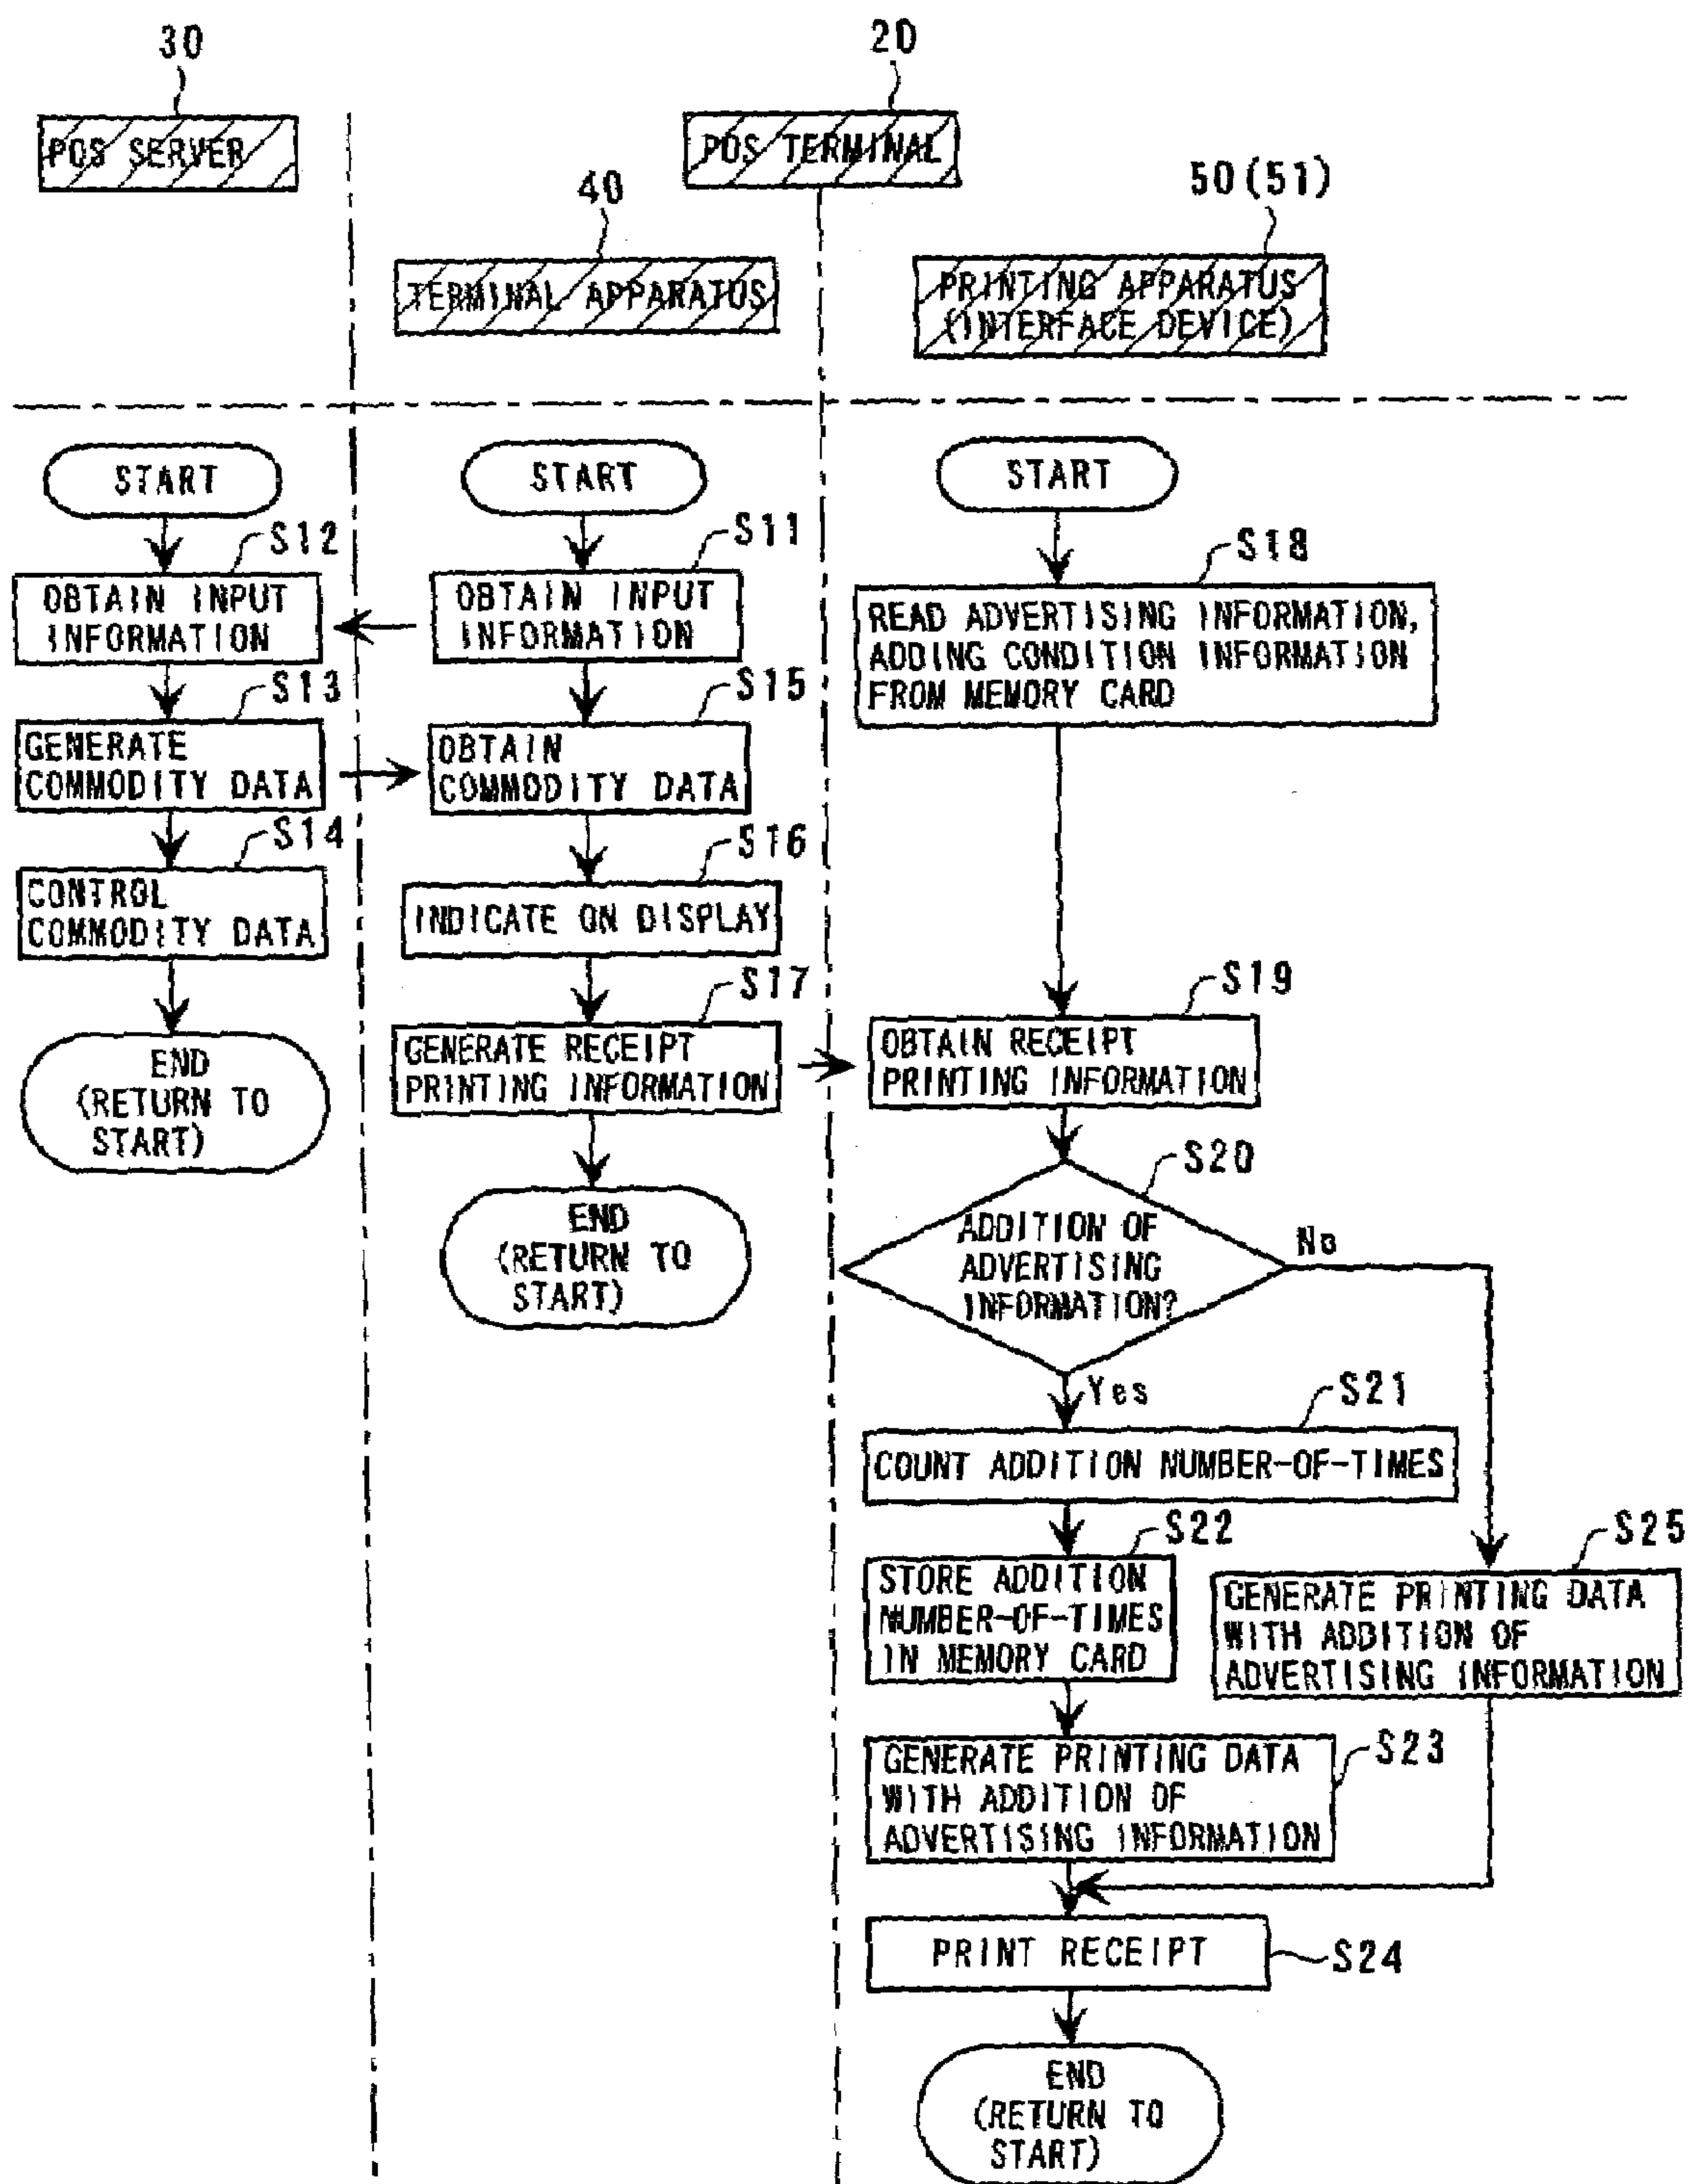 30
20
POS SERVER
POS TERMINAL
40
50(51)
TERMINAL APPARATUS
PRINTING APPARATUS
(INTERFACE DEVICE)
START
S12
OBTAIN INPUT
INFORMATION
S13
GENERATE
COMMODITY DATA
S14
CONTROL
COMMODITY DATA
END
(RETURN TO
START)
START
S11
OBTAIN INPUT
INFORMATION
S15
OBTAIN
COMMODITY DATA
S16
INDICATE ON DISPLAY
S17
GENERATE RECEIPT
PRINTING INFORMATION
END
(RETURN TO
START)
START
S18
READ ADVERTISING INFORMATION,
ADDING CONDITION INFORMATION
FROM MEMORY CARD
S19
OBTAIN RECEIPT
PRINTING INFORMATION
S20
ADDITION OF
ADVERTISING
INFORMATION?
No
Yes
S21
COUNT ADDITION NUMBER-OF-TIMES
S22
STORE ADDITION
NUMBER-OF-TIMES
IN MEMORY CARD
S25
GENERATE PRINTING DATA
WITH ADDITION OF
ADVERTISING INFORMATION
S23
GENERATE PRINTING DATA
WITH ADDITION OF
ADVERTISING INFORMATION
PRINT RECEIPT
S24
END
(RETURN TO
START)